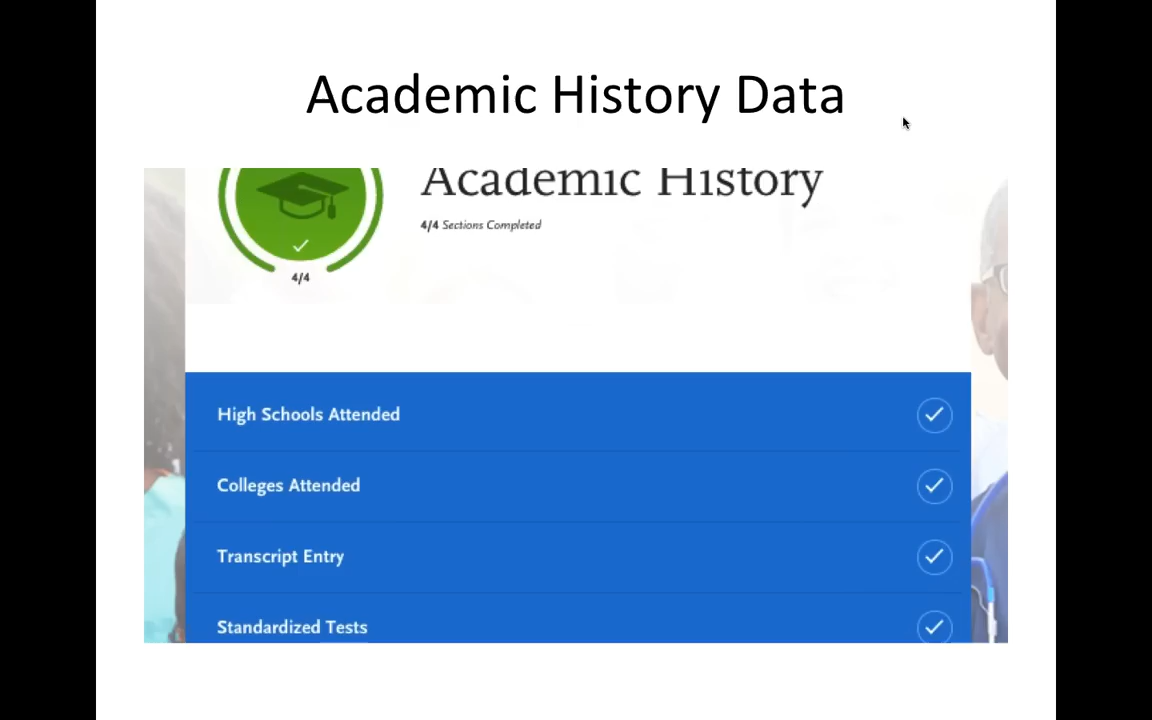 Academic History Data
Academic History
4/4 Sections Completed
4/4
High Schools Attended
Colleges Attended
Transcript Entry
Standardized Tests